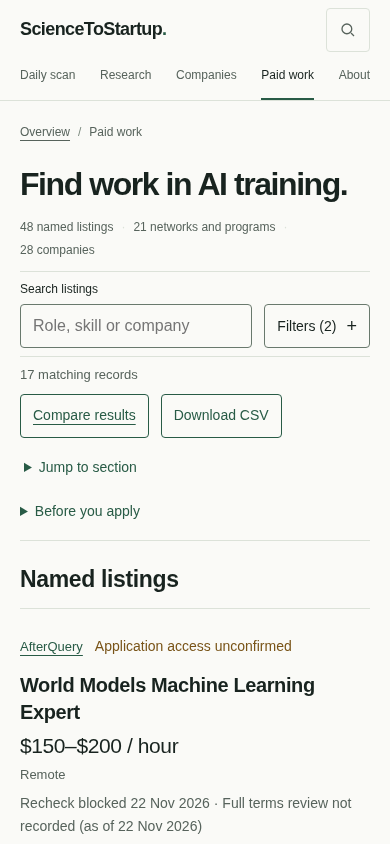 ScienceToStartup.
Daily scan Research Companies Paid work About
Overview / Paid work
Find work in AI training.
48 named listings · 21 networks and programs ·
28 companies
Search listings
Role, skill or company Filters (2) +
17 matching records
Compare results Download CSV
Jump to section
Before you apply
Named listings
AfterQuery Application access unconfirmed
World Models Machine Learning
Expert
$150–$200 / hour
Remote
Recheck blocked 22 Nov 2026 · Full terms review not
recorded (as of 22 Nov 2026)